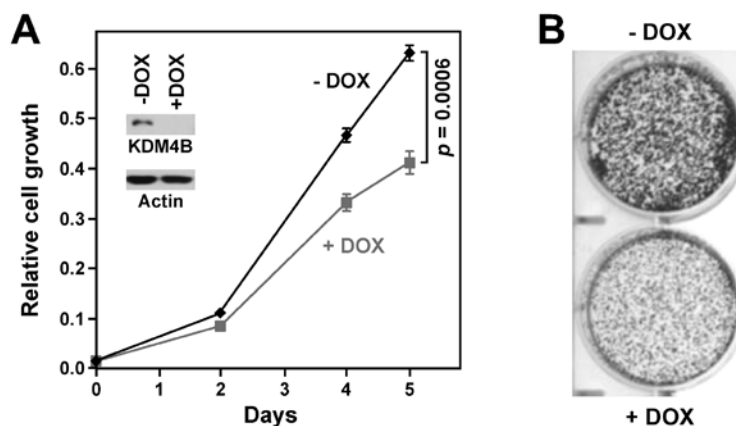 A
Relative cell growth
0.6
0.5
0.4
0.3
0.2
0.1
0.0
0
1
2
3
4
5
Days
-DOX
+DOX
KDM4B
Actin
- DOX
+ DOX
p = 0.0006
B
- DOX
+ DOX